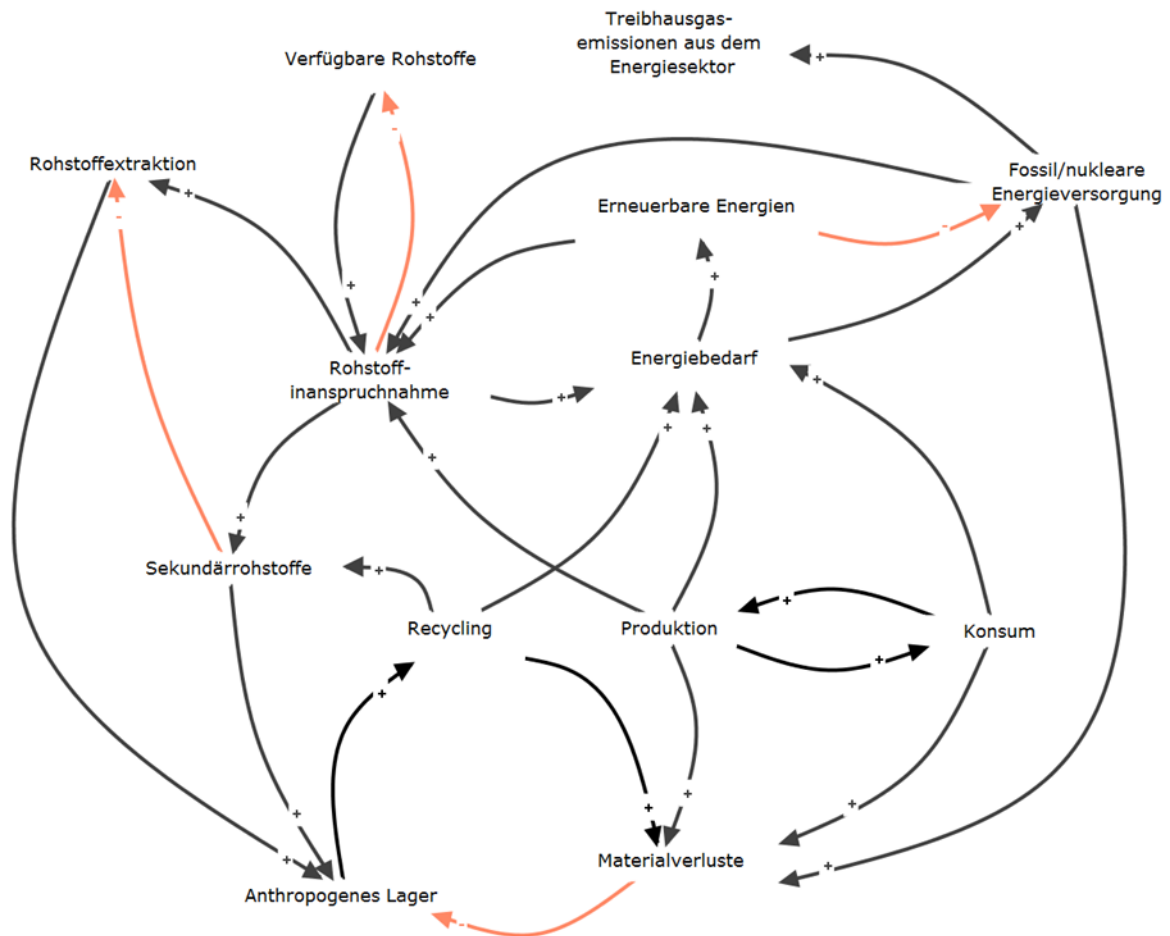 Treibhausgas-
emissionen aus dem
Energiesektor
Verfügbare Rohstoffe
Rohstoffextraktion
Fossil/nukleare
Energieversorgung
Erneuerbare Energien
Rohstoff-
inanspruchnahme
Energiebedarf
Sekundärrohstoffe
Recycling
Produktion
Konsum
Materialverluste
Anthropogenes Lager